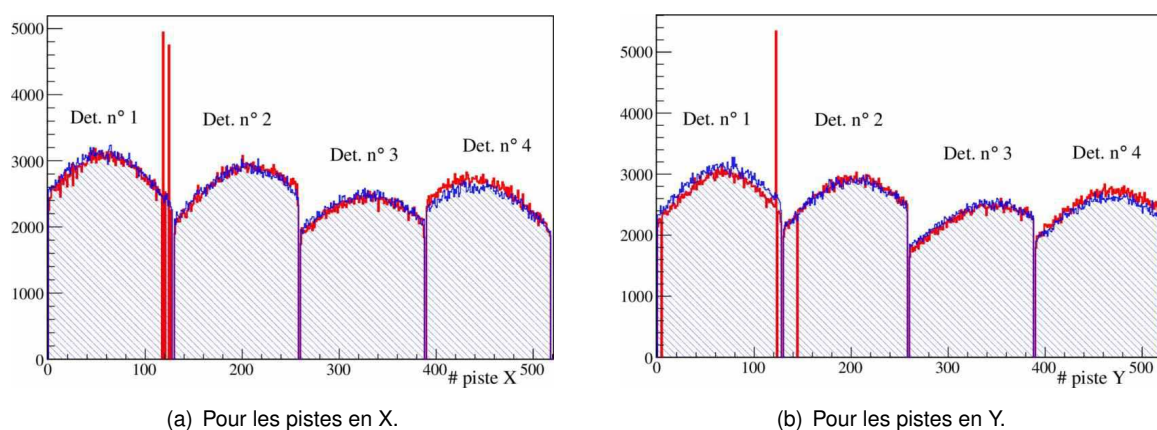 5000
4000
3000
2000
1000
0
Det. n° 1
Det. n° 2
Det. n° 3
Det. n° 4
0 100 200 300 400 500
# piste X
(a) Pour les pistes en X.
5000
4000
3000
2000
1000
0
Det. n° 1
Det. n° 2
Det. n° 3
Det. n° 4
0 100 200 300 400 500
# piste Y
(b) Pour les pistes en Y.